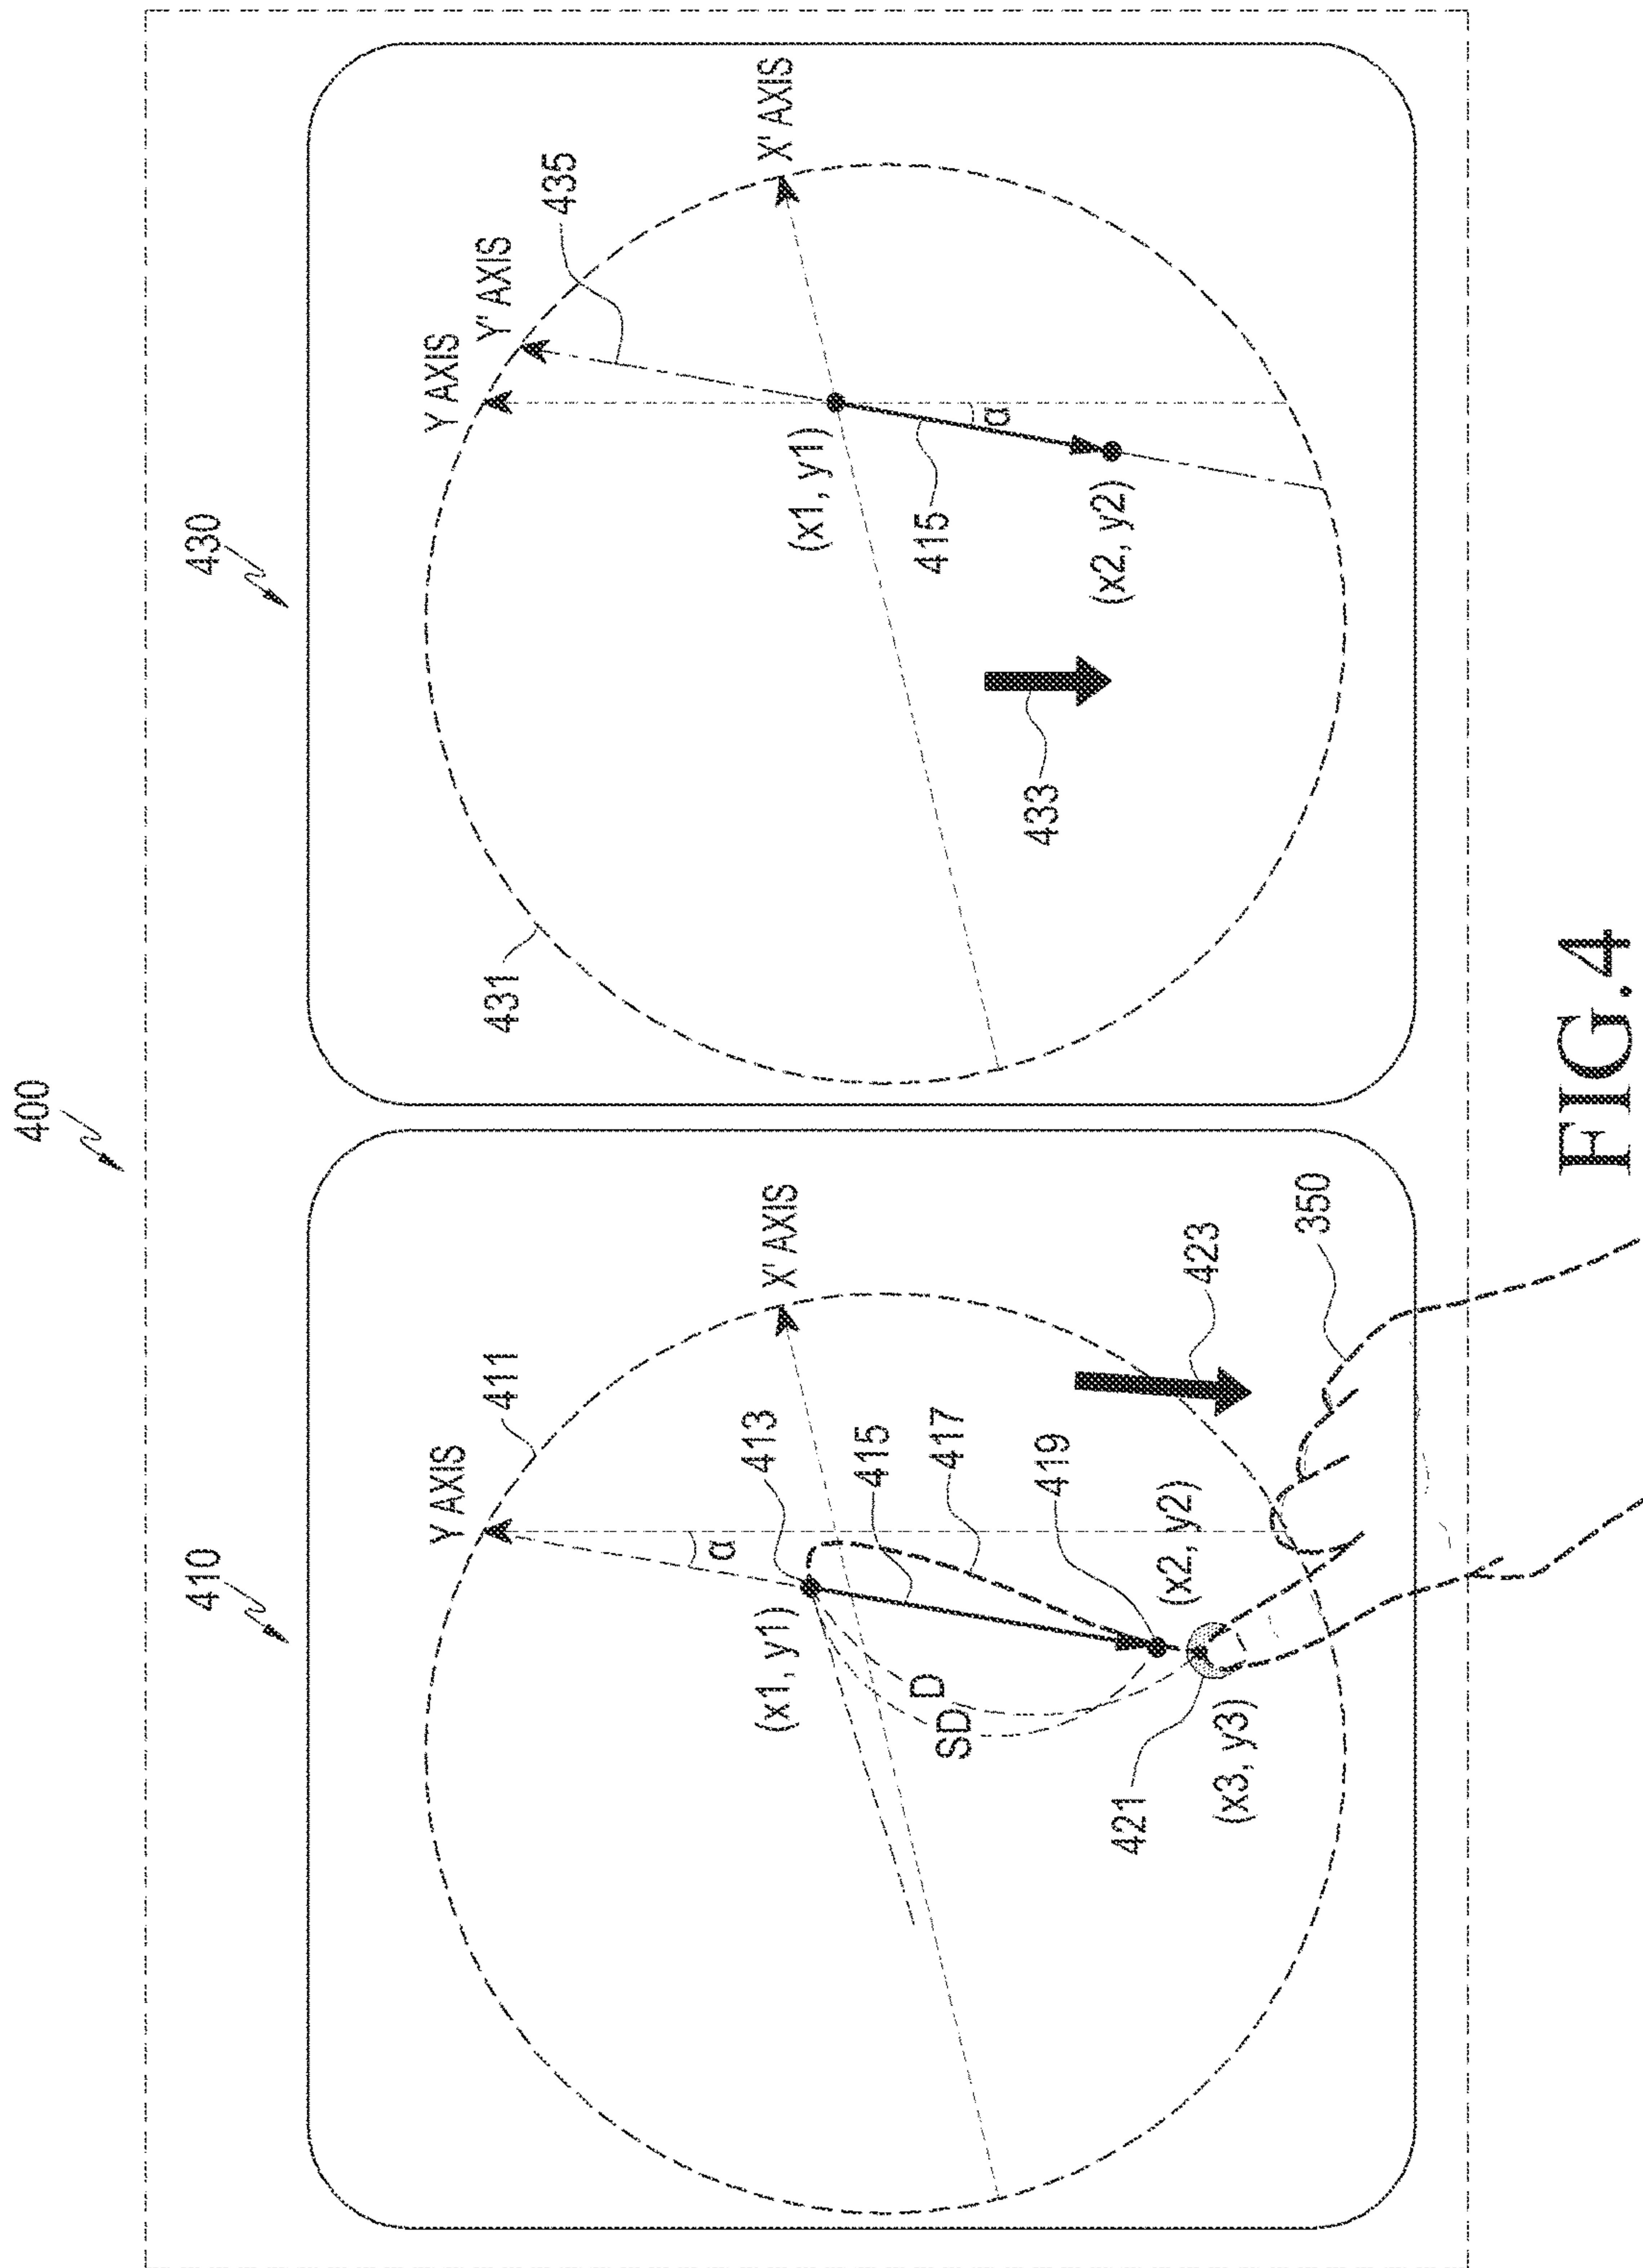 400
410
Y AXIS
411
α
413
X' AXIS
(x1, y1)
415
417
D
SD
419
(x2, y2)
423
421
(x3, y3)
350
430
Y AXIS
Y' AXIS
435
X' AXIS
431
(x1, y1)
415
α
(x2, y2)
433
FIG.4